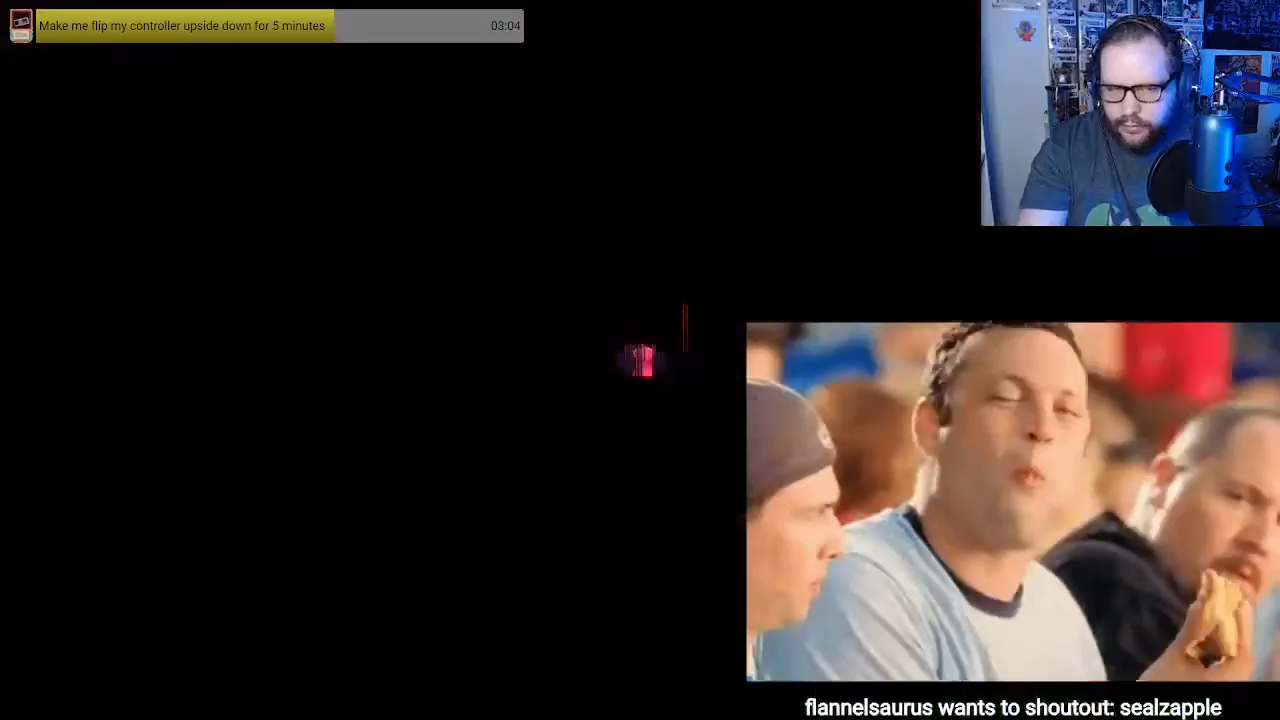 Make me flip my controller upside down for 5 minutes 03:04
flannelsaurus wants to shoutout: sealzapple